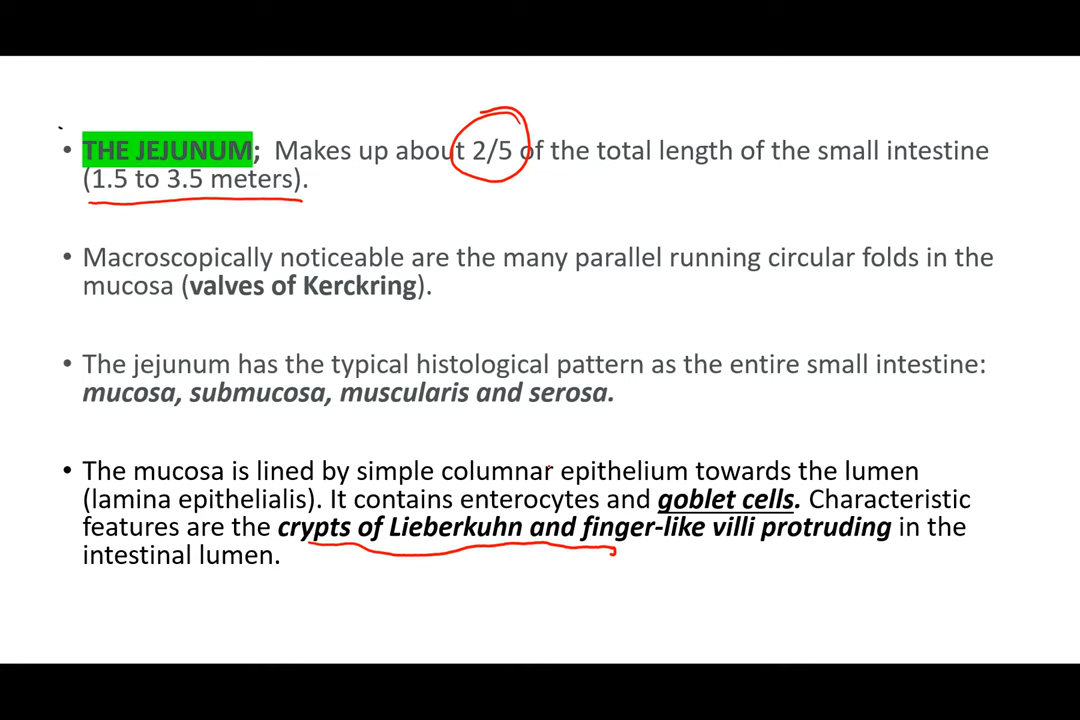 • THE JEJUNUM; Makes up about 2/5 of the total length of the small intestine
(1.5 to 3.5 meters).
• Macroscopically noticeable are the many parallel running circular folds in the
mucosa (valves of Kerckring).
• The jejunum has the typical histological pattern as the entire small intestine:
mucosa, submucosa, muscularis and serosa.
• The mucosa is lined by simple columnar epithelium towards the lumen
(lamina epithelialis). It contains enterocytes and goblet cells. Characteristic
features are the crypts of Lieberkuhn and finger-like villi protruding in the
intestinal lumen.